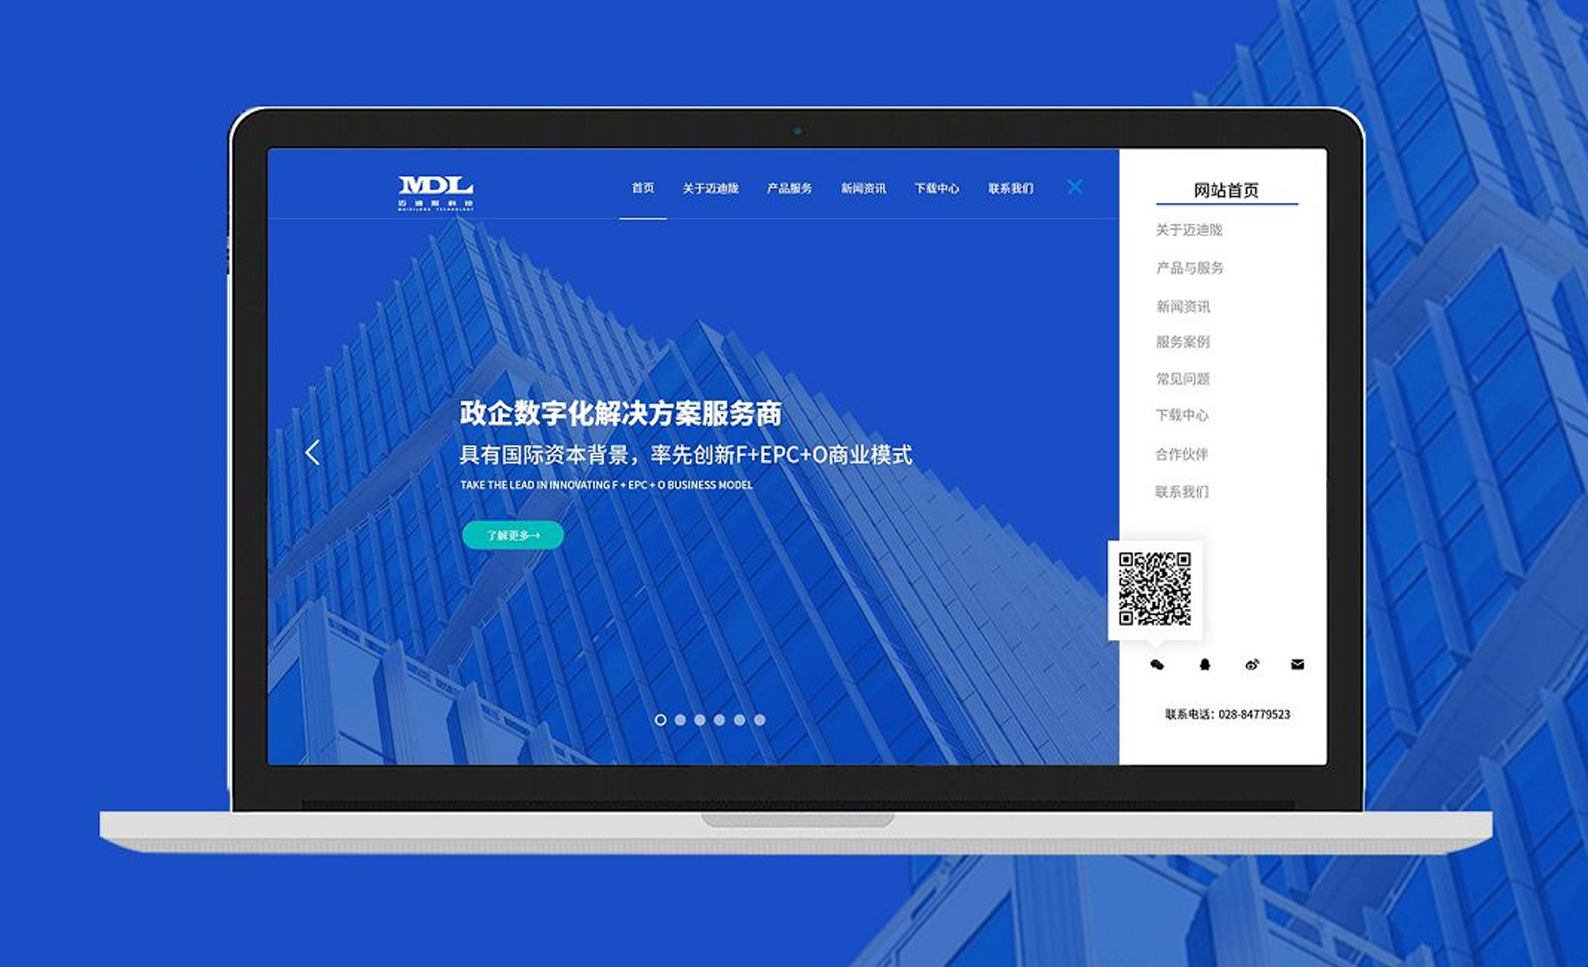 MDL
迈迪陇科技
首页 关于迈迪陇 产品服务 新闻资讯 下载中心 联系我们
政企数字化解决方案服务商
具有国际资本背景，率先创新F+EPC+O商业模式
TAKE THE LEAD IN INNOVATING F + EPC + O BUSINESS MODEL
了解更多→
网站首页
关于迈迪陇
产品与服务
新闻资讯
服务案例
常见问题
下载中心
合作伙伴
联系我们
联系电话：028-84779523